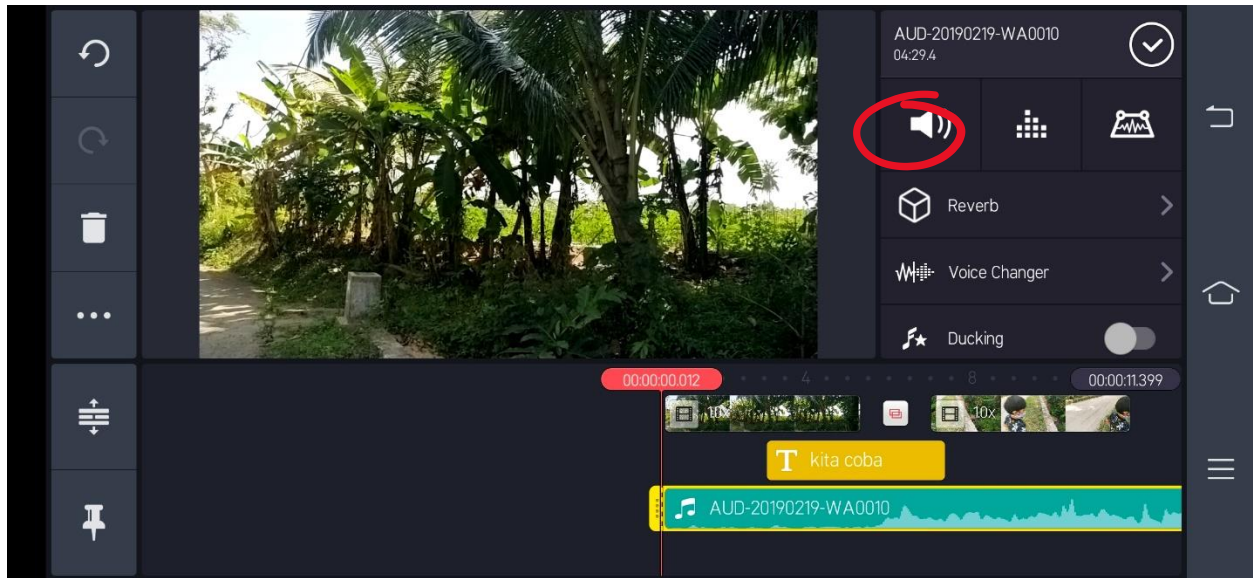 AUD-20190219-WA0010
04:29.4
Reverb
Voice Changer
Ducking
00:00:00.012
4
8
00:00:11.399
10x
10x
T kita coba
AUD-20190219-WA0010